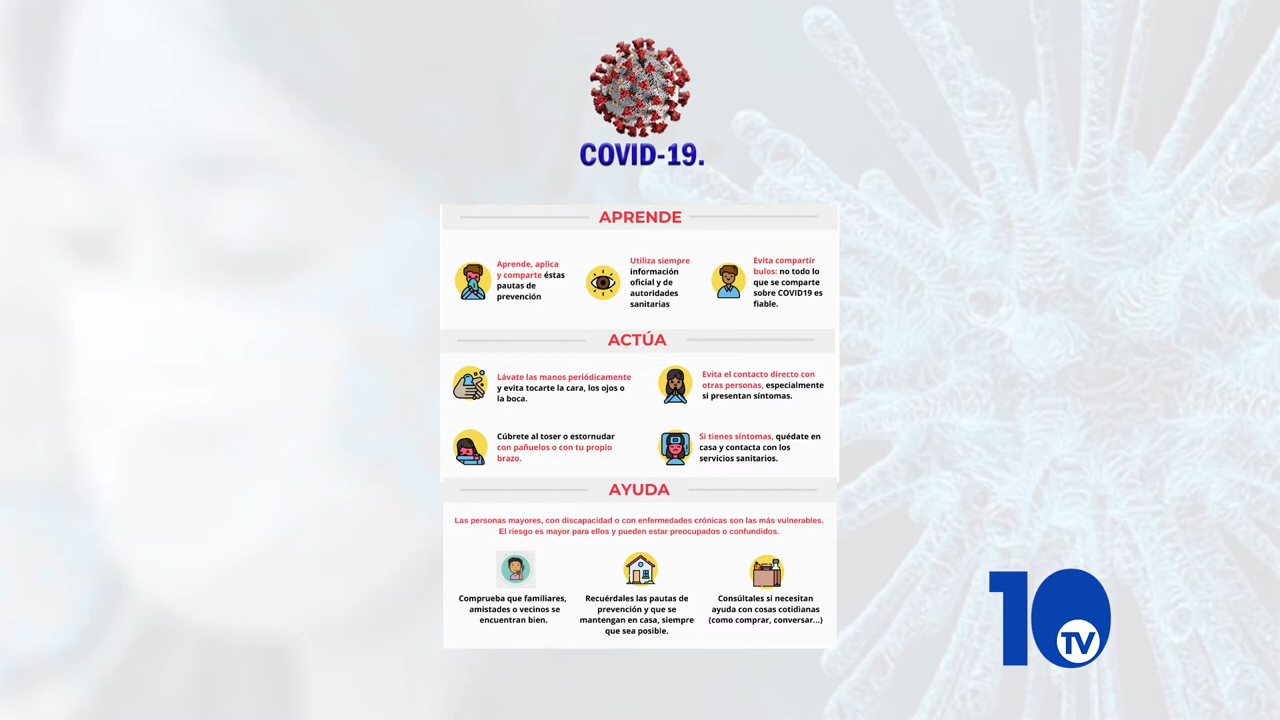 COVID-19.
APRENDE
Aprende, aplica
y comparte éstas
pautas de
prevención
Utiliza siempre
información
oficial y de
autoridades
sanitarias
Evita compartir
bulos: no todo lo
que se comparte
sobre COVID19 es
fiable.
ACTÚA
Lávate las manos periódicamente
y evita tocarte la cara, los ojos o
la boca.
Evita el contacto directo con
otras personas, especialmente
si presentan síntomas.
Cúbrete al toser o estornudar
con pañuelos o con tu propio
brazo.
Si tienes síntomas, quédate en
casa y contacta con los
servicios sanitarios.
AYUDA
Las personas mayores, con discapacidad o con enfermedades crónicas son las más vulnerables.
El riesgo es mayor para ellos y pueden estar preocupados o confundidos.
Comprueba que familiares,
amistades o vecinos se
encuentran bien.
Recuérdales las pautas de
prevención y que se
mantengan en casa, siempre
que sea posible.
Consúltales si necesitan
ayuda con cosas cotidianas
(como comprar, conversar...)
10
TV